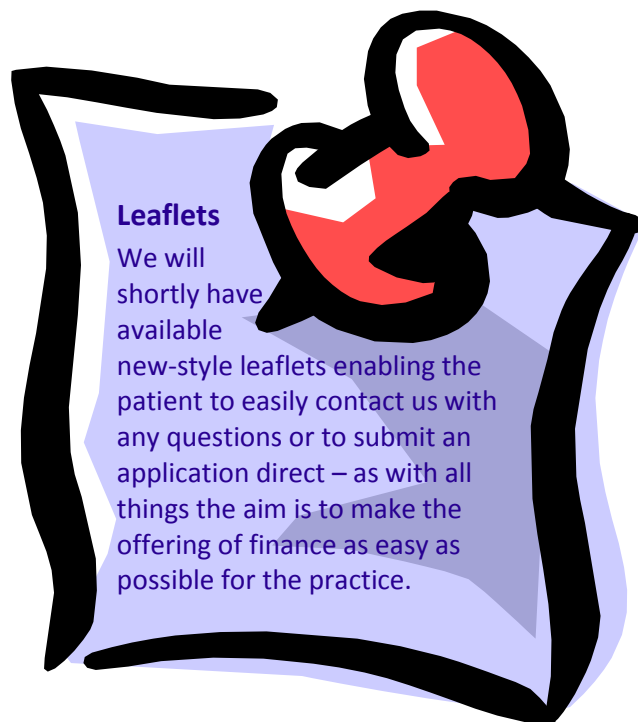 Leaflets
We will
shortly have
available
new-style leaflets enabling the
patient to easily contact us with
any questions or to submit an
application direct – as with all
things the aim is to make the
offering of finance as easy as
possible for the practice.